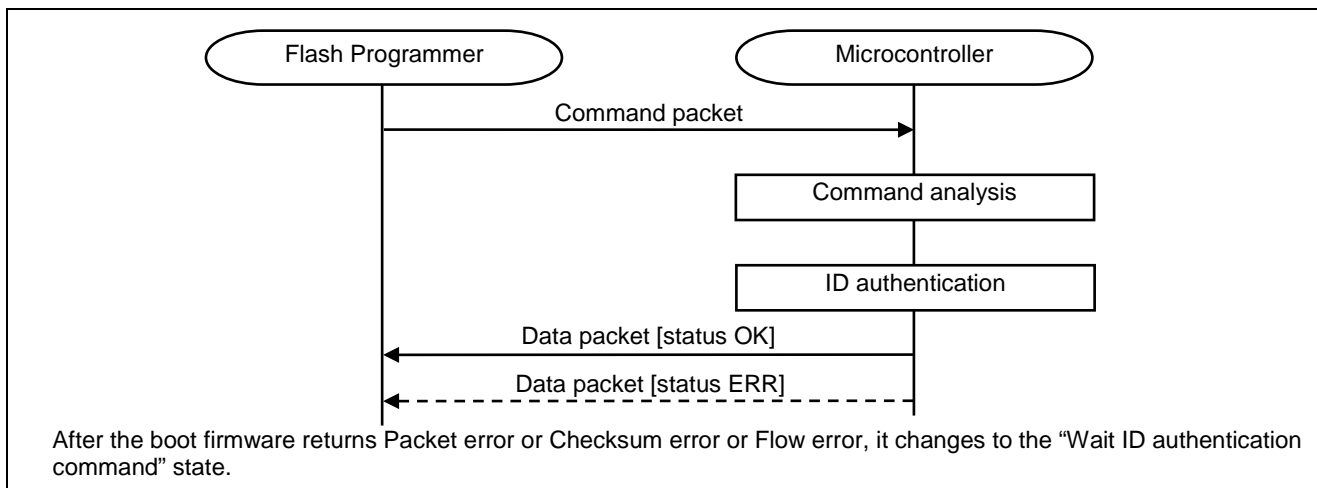 Flash Programmer
Microcontroller
Command packet
Command analysis
ID authentication
Data packet [status OK]
Data packet [status ERR]
After the boot firmware returns Packet error or Checksum error or Flow error, it changes to the “Wait ID authentication
command” state.